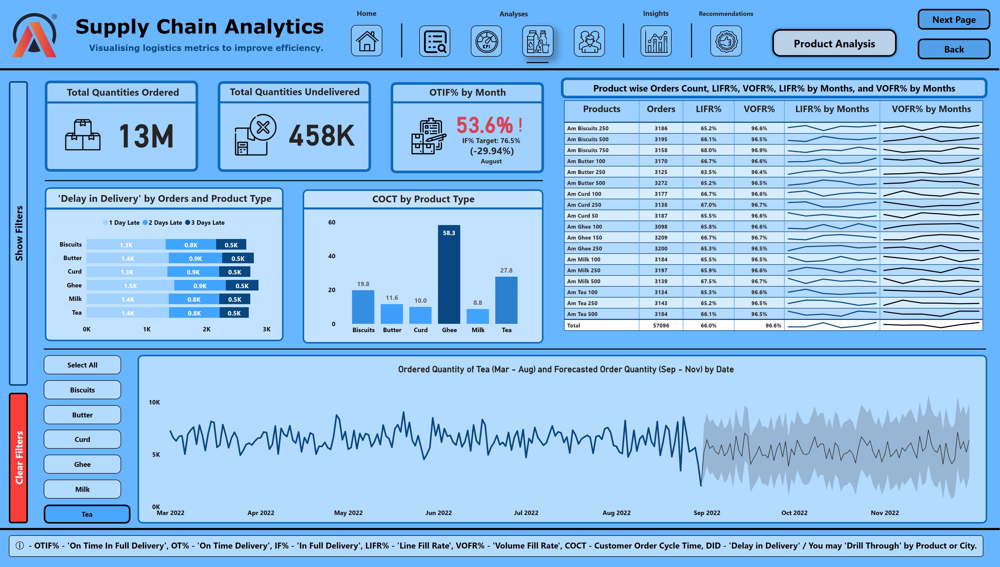 Supply Chain Analytics
Visualising logistics metrics to improve efficiency.
®
Home
Analyses
KPI
Insights
Recommendations
Product Analysis
Next Page
Back
Show Filters
Clear Filters
Total Quantities Ordered
13M
Total Quantities Undelivered
458K
OTIF% by Month
53.6% !
IF% Target: 76.5%
(-29.94%)
August
'Delay in Delivery' by Orders and Product Type
1 Day Late 2 Days Late 3 Days Late
Biscuits 1.3K 0.8K 0.5K
Butter 1.4K 0.9K 0.5K
Curd 1.3K 0.9K 0.5K
Ghee 1.5K 0.9K 0.5K
Milk 1.4K 0.8K 0.5K
Tea 1.4K 0.8K 0.5K
0K 1K 2K 3K
COCT by Product Type
60
40
20
0
19.8 11.6 10.0 58.3 8.8 27.8
Biscuits Butter Curd Ghee Milk Tea
Product wise Orders Count, LIFR%, VOFR%, LIFR% by Months, and VOFR% by Months
Products Orders LIFR% VOFR% LIFR% by Months VOFR% by Months
Am Biscuits 250 3186 65.2% 96.6%
Am Biscuits 500 3195 66.1% 96.5%
Am Biscuits 750 3158 68.0% 96.9%
Am Butter 100 3170 66.7% 96.6%
Am Butter 250 3125 63.5% 96.4%
Am Butter 500 3272 65.2% 96.5%
Am Curd 100 3177 66.7% 96.6%
Am Curd 250 3138 67.0% 96.7%
Am Curd 50 3187 65.5% 96.6%
Am Ghee 100 3098 65.8% 96.6%
Am Ghee 150 3209 66.7% 96.7%
Am Ghee 250 3200 65.3% 96.5%
Am Milk 100 3184 65.5% 96.5%
Am Milk 250 3197 65.9% 96.6%
Am Milk 500 3139 67.5% 96.7%
Am Tea 100 3134 65.3% 96.6%
Am Tea 250 3143 65.2% 96.5%
Am Tea 500 3184 66.1% 96.5%
Total 57096 66.0% 96.6%
Select All
Biscuits
Butter
Curd
Ghee
Milk
Tea
Ordered Quantity of Tea (Mar - Aug) and Forecasted Order Quantity (Sep - Nov) by Date
10K
5K
0K
Mar 2022 Apr 2022 May 2022 Jun 2022 Jul 2022 Aug 2022 Sep 2022 Oct 2022 Nov 2022
ⓘ - OTIF% - 'On Time In Full Delivery', OT% - 'On Time Delivery', IF% - 'In Full Delivery', LIFR% - 'Line Fill Rate', VOFR% - 'Volume Fill Rate', COCT - Customer Order Cycle Time, DID - 'Delay in Delivery' / You may 'Drill Through' by Product or City.